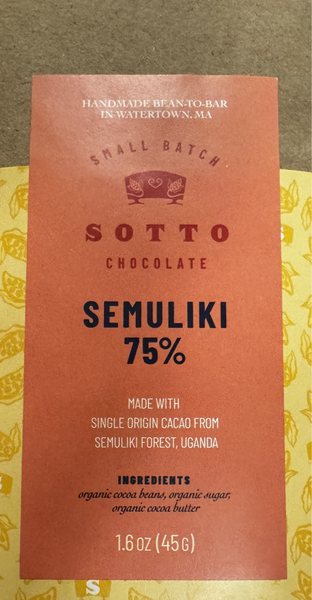 HANDMADE BEAN-TO-BAR
IN WATERTOWN, MA
SMALL BATCH
SOTTO
CHOCOLATE
SEMULIKI
75%
MADE WITH
SINGLE ORIGIN CACAO FROM
SEMULIKI FOREST, UGANDA
INGREDIENTS
organic cocoa beans, organic sugar,
organic cocoa butter
1.6 OZ (45G)
S